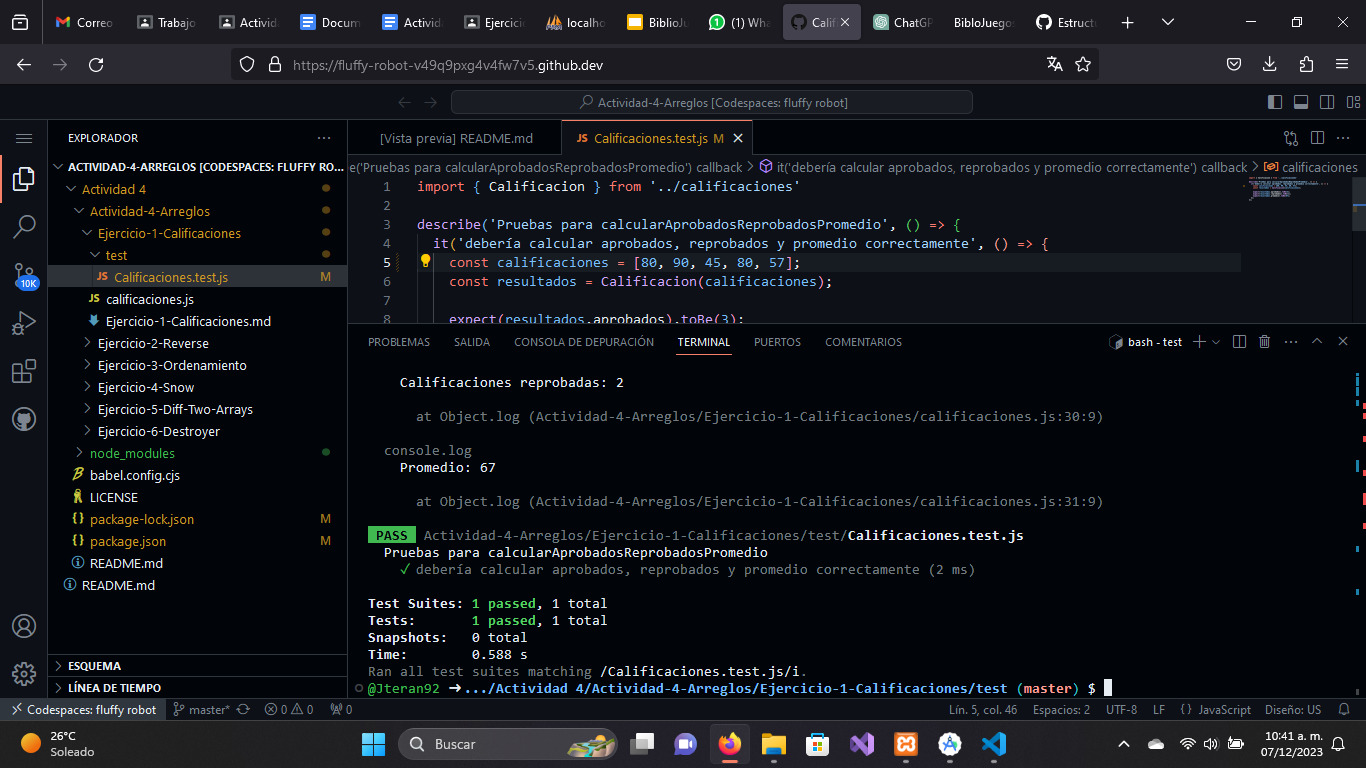 Correo
Trabajo
Activid
Docum
Activid
Ejercicio
localho
BiblioJu
(1) Wha
Calif
ChatGP
BibloJuegos
Estructu
https://fluffy-robot-v49q9pxg4v4fw7v5.github.dev
Actividad-4-Arreglos [Codespaces: fluffy robot]
EXPLORADOR
ACTIVIDAD-4-ARREGLOS [CODESPACES: FLUFFY RO...
Actividad 4
Actividad-4-Arreglos
Ejercicio-1-Calificaciones
test
JS Calificaciones.test.js M
JS calificaciones.js
Ejercicio-1-Calificaciones.md
Ejercicio-2-Reverse
Ejercicio-3-Ordenamiento
Ejercicio-4-Snow
Ejercicio-5-Diff-Two-Arrays
Ejercicio-6-Destroyer
node_modules
babel.config.cjs
LICENSE
package-lock.json M
package.json M
README.md
README.md
ESQUEMA
LÍNEA DE TIEMPO
10K
[Vista previa] README.md
JS Calificaciones.test.js M
e('Pruebas para calcularAprobadosReprobadosPromedio') callback > it('debería calcular aprobados, reprobados y promedio correctamente') callback > calificaciones
1 import { Calificacion } from '../calificaciones'
2
3 describe('Pruebas para calcularAprobadosReprobadosPromedio', () => {
4 it('debería calcular aprobados, reprobados y promedio correctamente', () => {
5 const calificaciones = [80, 90, 45, 80, 57];
6 const resultados = Calificacion(calificaciones);
7
8 expect(resultados.aprobados).toBe(3);
PROBLEMAS SALIDA CONSOLA DE DEPURACIÓN TERMINAL PUERTOS COMENTARIOS
bash - test
Calificaciones reprobadas: 2
at Object.log (Actividad-4-Arreglos/Ejercicio-1-Calificaciones/calificaciones.js:30:9)
console.log
Promedio: 67
at Object.log (Actividad-4-Arreglos/Ejercicio-1-Calificaciones/calificaciones.js:31:9)
PASS Actividad-4-Arreglos/Ejercicio-1-Calificaciones/test/Calificaciones.test.js
Pruebas para calcularAprobadosReprobadosPromedio
✓ debería calcular aprobados, reprobados y promedio correctamente (2 ms)
Test Suites: 1 passed, 1 total
Tests: 1 passed, 1 total
Snapshots: 0 total
Time: 0.588 s
Ran all test suites matching /Calificaciones.test.js/i.
@Jteran92 ➜.../Actividad 4/Actividad-4-Arreglos/Ejercicio-1-Calificaciones/test (master) $
Codespaces: fluffy robot
master*
0 0
0
Lín. 5, col. 46
Espacios: 2
UTF-8
LF
{ } JavaScript
Diseño: US
26°C
Soleado
Buscar
10:41 a. m.
07/12/2023